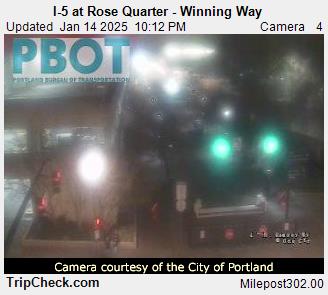 I-5 at Rose Quarter - Winning Way
Updated Jan 14 2025 10:12 PM Camera 4
PBOT
PORTLAND BUREAU OF TRANSPORTATION
Camera courtesy of the City of Portland
TripCheck.com Milepost302.00